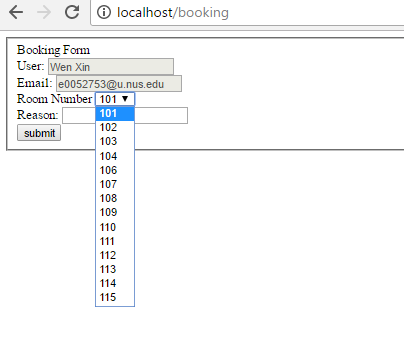 localhost/booking
Booking Form
User: Wen Xin
Email: e0052753@u.nus.edu
Room Number 101
Reason:
submit
101
102
103
104
106
107
108
109
110
111
112
113
114
115